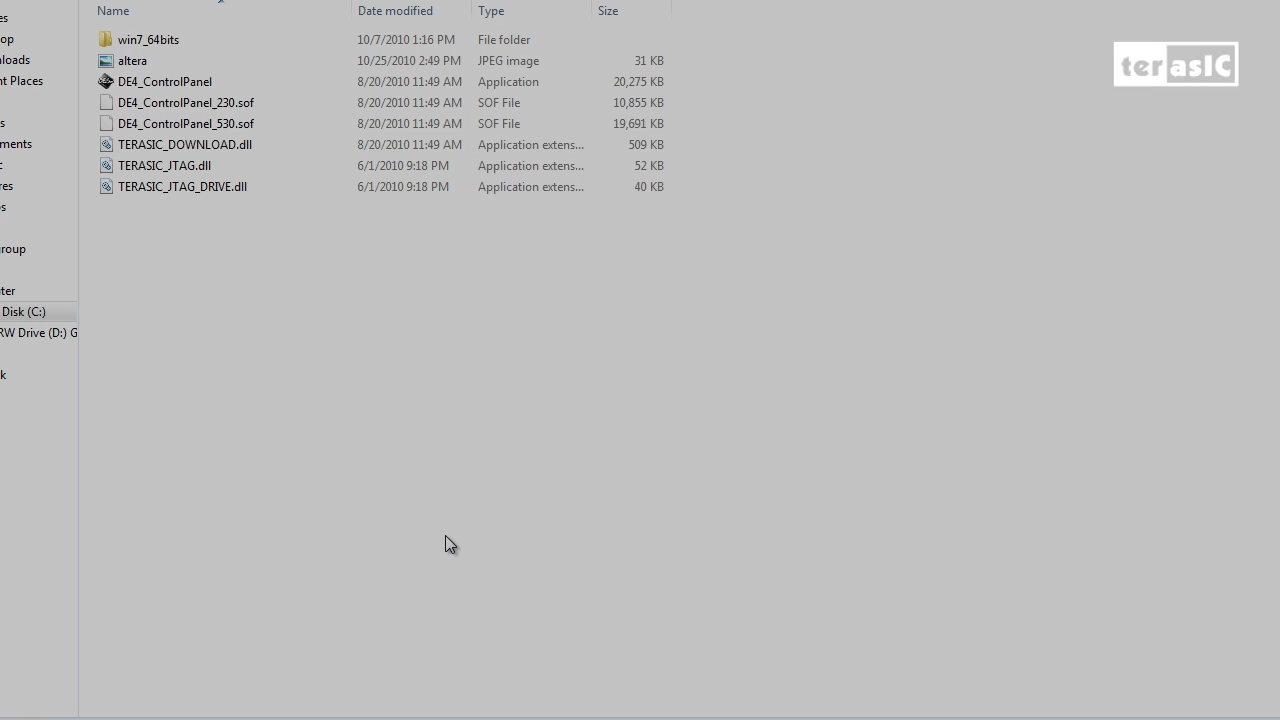 Name Date modified Type Size
win7_64bits 10/7/2010 1:16 PM File folder
altera 10/25/2010 2:49 PM JPEG image 31 KB
DE4_ControlPanel 8/20/2010 11:49 AM Application 20,275 KB
DE4_ControlPanel_230.sof 8/20/2010 11:49 AM SOF File 10,855 KB
DE4_ControlPanel_530.sof 8/20/2010 11:49 AM SOF File 19,691 KB
TERASIC_DOWNLOAD.dll 8/20/2010 11:49 AM Application extens... 509 KB
TERASIC_JTAG.dll 6/1/2010 9:18 PM Application extens... 52 KB
TERASIC_JTAG_DRIVE.dll 6/1/2010 9:18 PM Application extens... 40 KB
es
op
nloads
nt Places
s
ments
c
res
os
group
ter
Disk (C:)
RW Drive (D:) G
k
terasIC